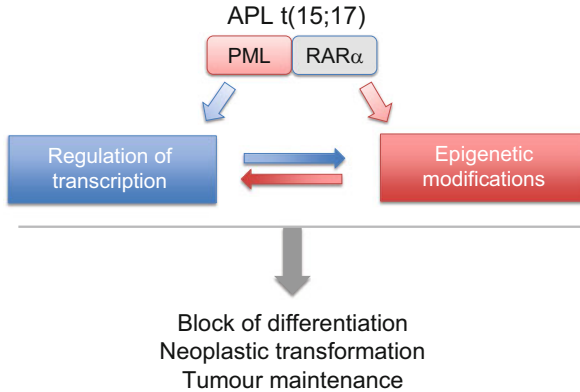 APL t(15;17)
PML RARα
Regulation of
transcription
Epigenetic
modifications
Block of differentiation
Neoplastic transformation
Tumour maintenance